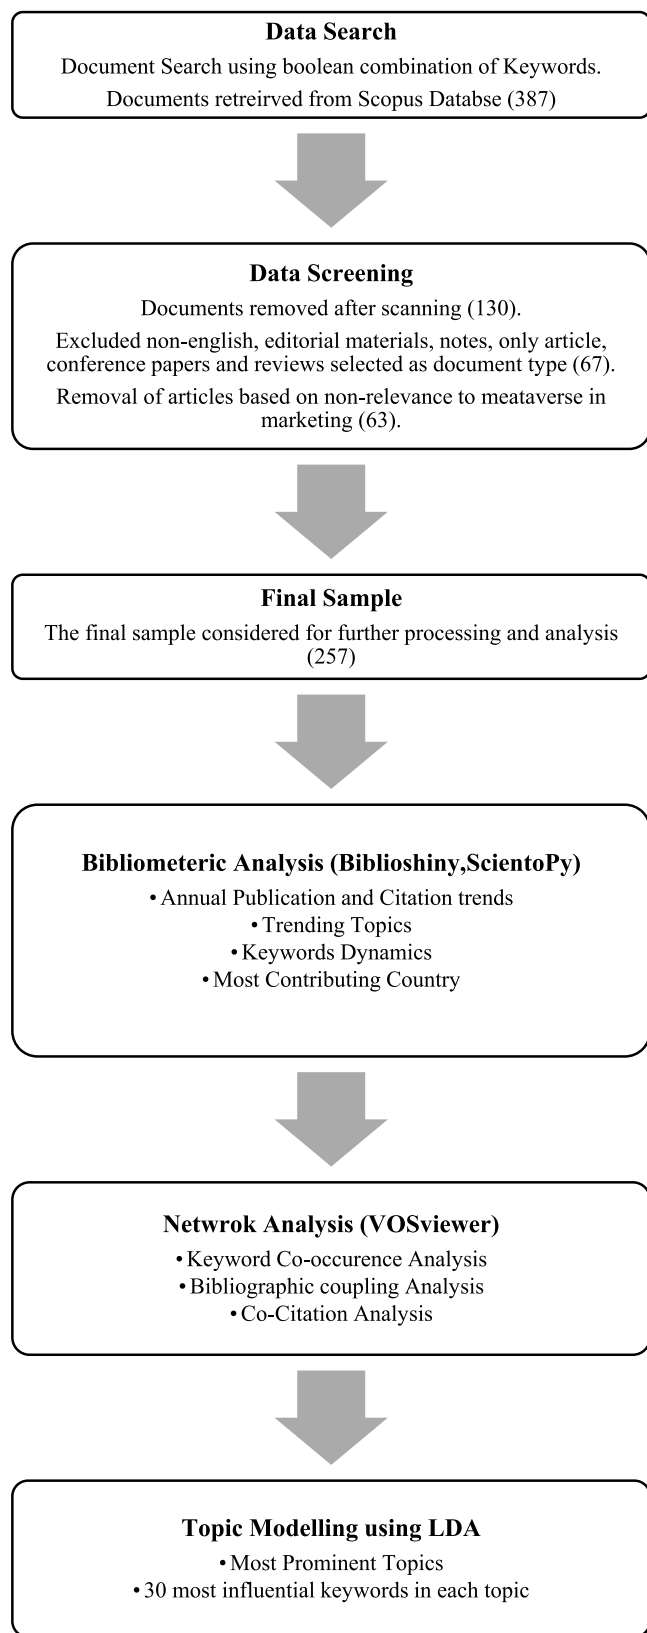 Data Search
Document Search using boolean combination of Keywords.
Documents retreirved from Scopus Databse (387)
Data Screening
Documents removed after scanning (130).
Excluded non-english, editorial materials, notes, only article,
conference papers and reviews selected as document type (67).
Removal of articles based on non-relevance to meataverse in
marketing (63).
Final Sample
The final sample considered for further processing and analysis
(257)
Bibliometeric Analysis (Biblioshiny,ScientoPy)
• Annual Publication and Citation trends
• Trending Topics
• Keywords Dynamics
• Most Contributing Country
Netwrok Analysis (VOSviewer)
• Keyword Co-occurence Analysis
• Bibliographic coupling Analysis
• Co-Citation Analysis
Topic Modelling using LDA
• Most Prominent Topics
• 30 most influential keywords in each topic